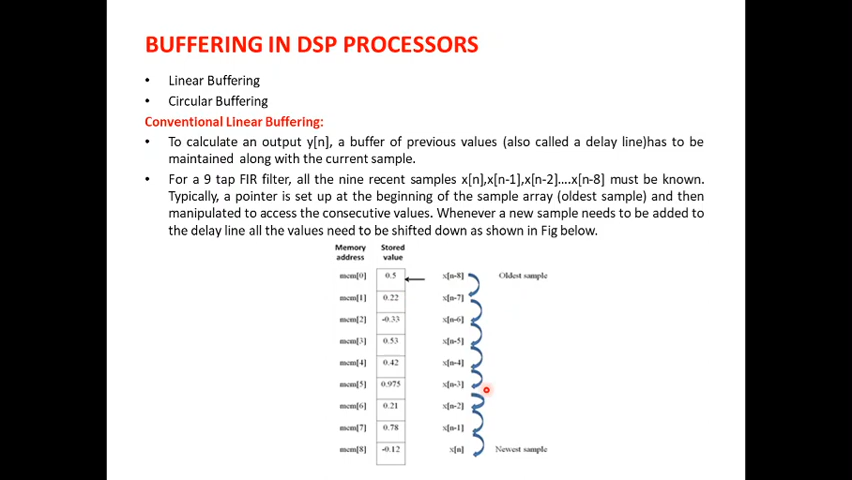 BUFFERING IN DSP PROCESSORS
• Linear Buffering
• Circular Buffering
Conventional Linear Buffering:
• To calculate an output y[n], a buffer of previous values (also called a delay line)has to be
maintained along with the current sample.
• For a 9 tap FIR filter, all the nine recent samples x[n],x[n-1],x[n-2]....x[n-8] must be known.
Typically, a pointer is set up at the beginning of the sample array (oldest sample) and then
manipulated to access the consecutive values. Whenever a new sample needs to be added to
the delay line all the values need to be shifted down as shown in Fig below.
Memory address Stored value
mem[0] 0.5 x[n-8] Oldest sample
mem[1] 0.22 x[n-7]
mem[2] -0.33 x[n-6]
mem[3] 0.53 x[n-5]
mem[4] 0.42 x[n-4]
mem[5] 0.975 x[n-3]
mem[6] 0.21 x[n-2]
mem[7] 0.78 x[n-1]
mem[8] -0.12 x[n] Newest sample